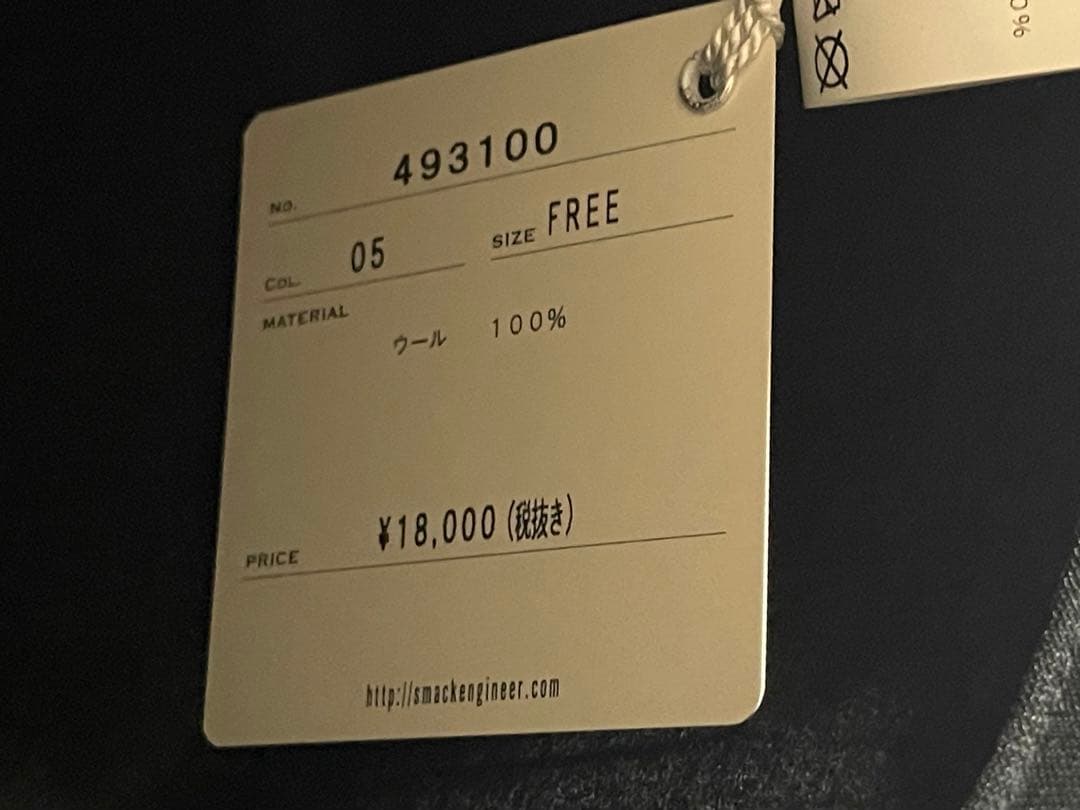 No. 493100
COL. 05 SIZE FREE
MATERIAL
ウール 100%
PRICE ¥18,000(税抜き)
http://smackengineer.com
0%